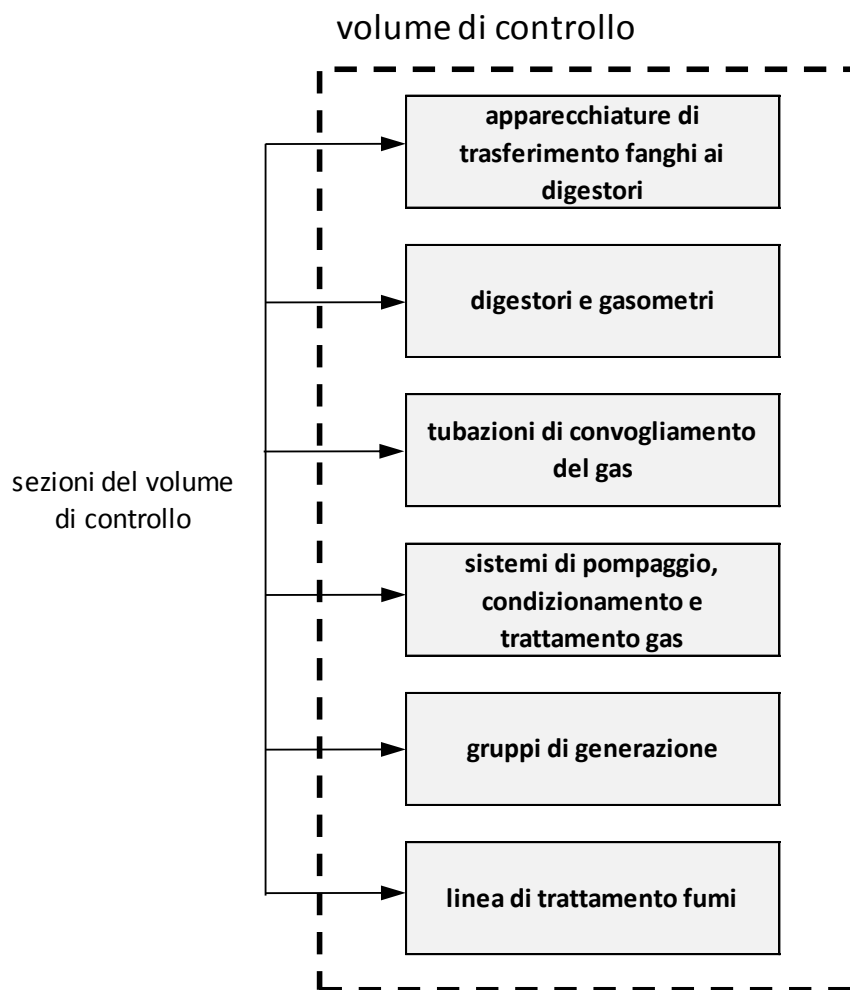 volume di controllo
apparecchiature di
trasferimento fanghi ai
digestori
digestori e gasometri
tubazioni di convogliamento
del gas
sezioni del volume
di controllo
sistemi di pompaggio,
condizionamento e
trattamento gas
gruppi di generazione
linea di trattamento fumi